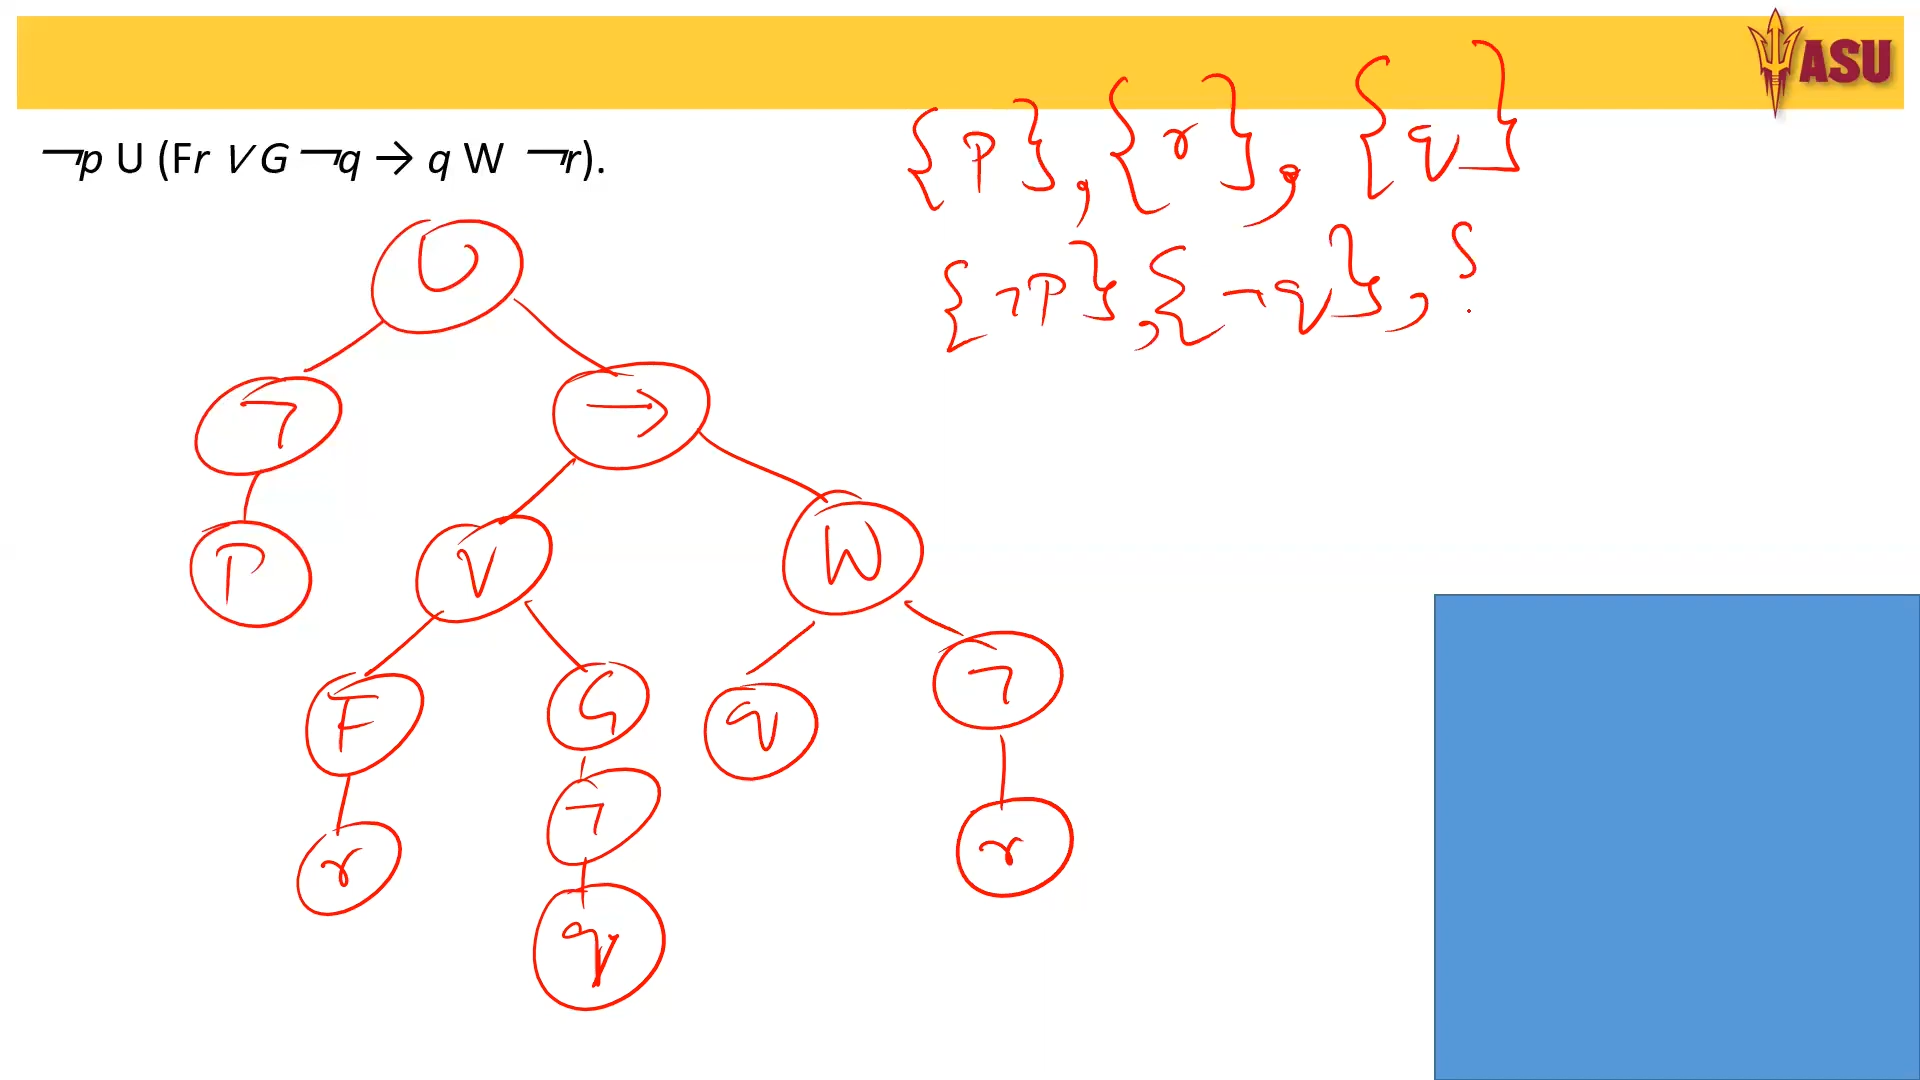 ASU
¬p U (Fr ∨ G¬q → q W ¬r).
{p}, {r}, {q}
{¬p}, {¬q}, ?
U
¬ →
P V W
F G q ¬
¬
r r
q